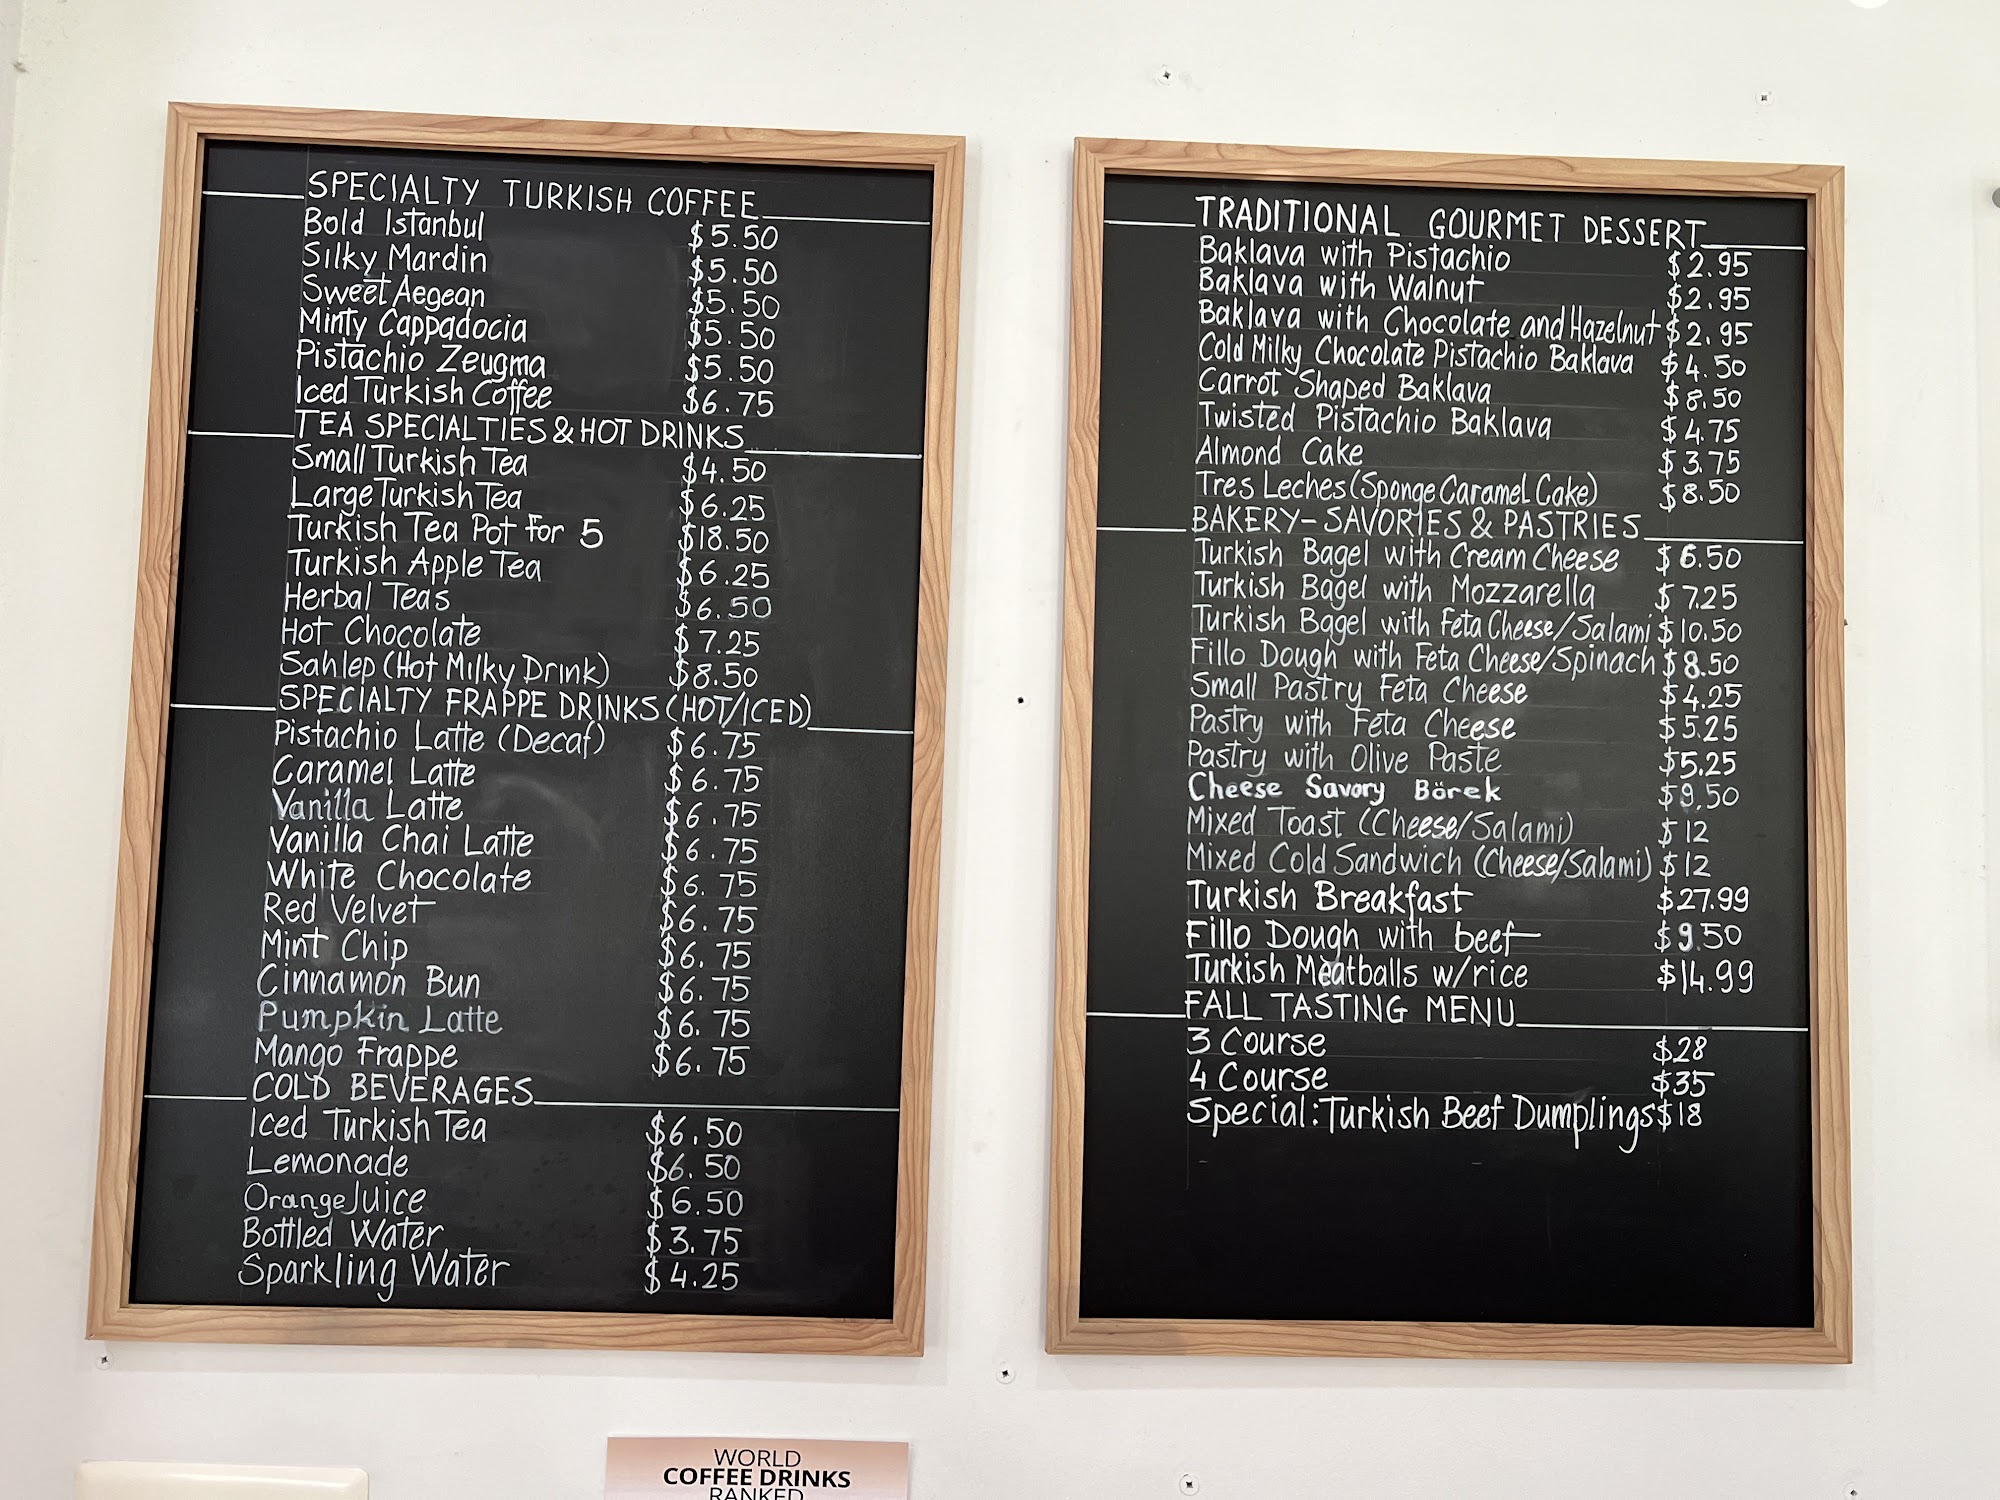 SPECIALTY TURKISH COFFEE
Bold Istanbul $5.50
Silky Mardin $5.50
Sweet Aegean $5.50
Minty Cappadocia $5.50
Pistachio Zeugma $5.50
Iced Turkish Coffee $6.75
TEA SPECIALTIES & HOT DRINKS
Small Turkish Tea $4.50
Large Turkish Tea $6.25
Turkish Tea Pot for 5 $18.50
Turkish Apple Tea $6.25
Herbal Teas $6.50
Hot Chocolate $7.25
Sahlep (Hot Milky Drink) $8.50
SPECIALTY FRAPPE DRINKS (HOT/ICED)
Pistachio Latte (Decaf) $6.75
Caramel Latte $6.75
Vanilla Latte $6.75
Vanilla Chai Latte $6.75
White Chocolate $6.75
Red Velvet $6.75
Mint Chip $6.75
Cinnamon Bun $6.75
Pumpkin Latte $6.75
Mango Frappe $6.75
COLD BEVERAGES
Iced Turkish Tea $6.50
Lemonade $6.50
Orange Juice $6.50
Bottled Water $3.75
Sparkling Water $4.25
TRADITIONAL GOURMET DESSERT
Baklava with Pistachio $2.95
Baklava with Walnut $2.95
Baklava with Chocolate and Hazelnut $2.95
Cold Milky Chocolate Pistachio Baklava $4.50
Carrot Shaped Baklava $8.50
Twisted Pistachio Baklava $4.75
Almond Cake $3.75
Tres Leches (Sponge Caramel Cake) $8.50
BAKERY-SAVORIES & PASTRIES
Turkish Bagel with Cream Cheese $6.50
Turkish Bagel with Mozzarella $7.25
Turkish Bagel with Feta Cheese/Salami $10.50
Fillo Dough with Feta Cheese/Spinach $8.50
Small Pastry Feta Cheese $4.25
Pastry with Feta Cheese $5.25
Pastry with Olive Paste $5.25
Cheese Savory Börek $9.50
Mixed Toast (Cheese/Salami) $12
Mixed Cold Sandwich (Cheese/Salami) $12
Turkish Breakfast $27.99
Fillo Dough with beef $9.50
Turkish Meatballs w/rice $14.99
FALL TASTING MENU
3 Course $28
4 Course $35
Special: Turkish Beef Dumplings $18
WORLD
COFFEE DRINKS
RANKED